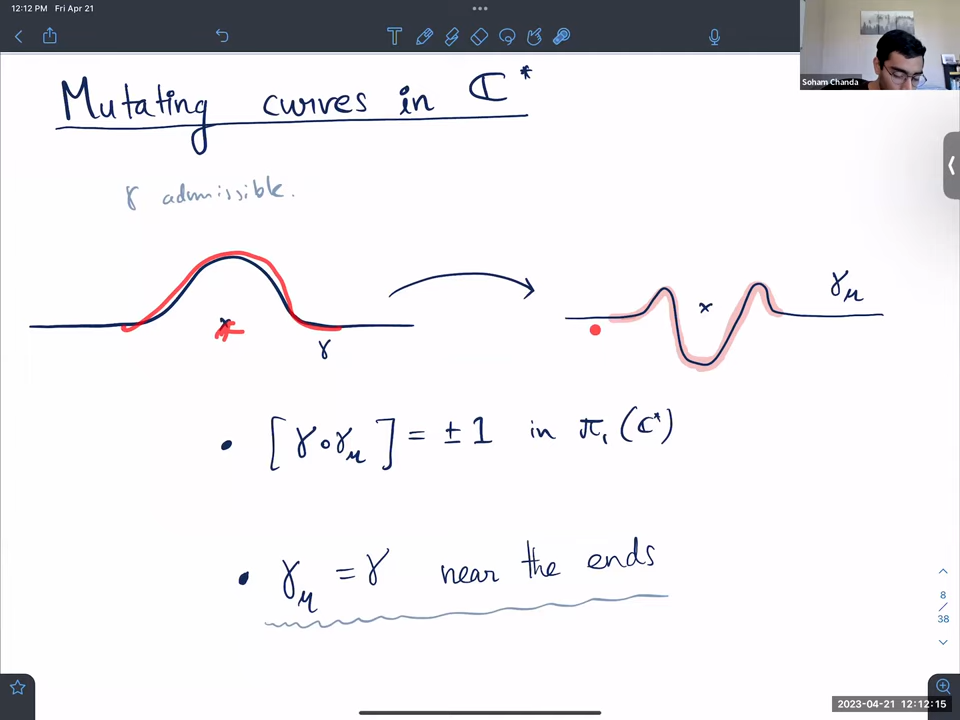 12:12 PM Fri Apr 21
Soham Chanda
Mutating curves in ℂ*
γ admissible.
γ_μ
γ
• [γ∘γ_μ] = ±1 in π₁(ℂ*)
• γ_μ = γ near the ends
8
/
38
2023-04-21 12:12:15